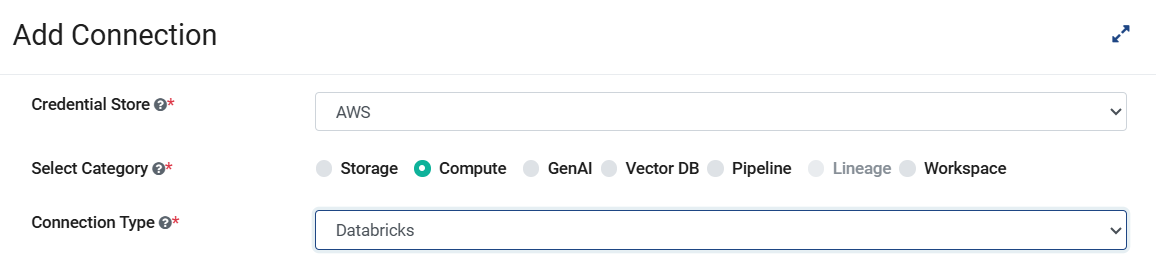 Add Connection
Credential Store ?* AWS
Select Category ?* Storage Compute GenAI Vector DB Pipeline Lineage Workspace
Connection Type ?* Databricks